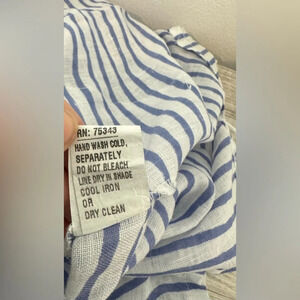 RN: 75343
HAND WASH COLD,
SEPARATELY
DO NOT BLEACH
LINE DRY IN SHADE
COOL IRON
OR
DRY CLEAN